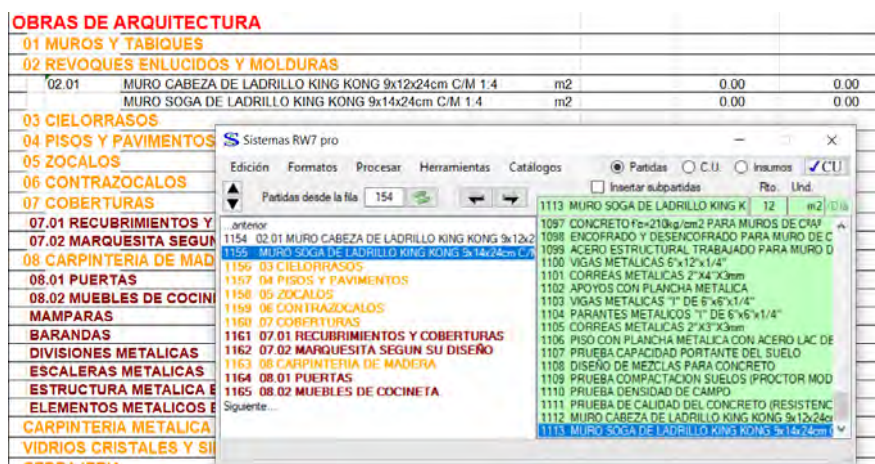 OBRAS DE ARQUITECTURA
01 MUROS Y TABIQUES
02 REVOQUES ENLUCIDOS Y MOLDURAS
02.01 MURO CABEZA DE LADRILLO KING KONG 9x12x24cm C/M 1:4 m2 0.00 0.00
MURO SOGA DE LADRILLO KING KONG 9x14x24cm C/M 1:4 m2 0.00 0.00
03 CIELORRASOS
04 PISOS Y PAVIMENTOS
05 ZOCALOS
06 CONTRAZOCALOS
07 COBERTURAS
07.01 RECUBRIMIENTOS Y
07.02 MARQUESITA SEGUN
08 CARPINTERIA DE MAD
08.01 PUERTAS
08.02 MUEBLES DE COCINE
MAMPARAS
BARANDAS
DIVISIONES METALICAS
ESCALERAS METALICAS
ESTRUCTURA METALICA E
ELEMENTOS METALICOS E
CARPINTERIA METALICA
VIDRIOS CRISTALES Y SI
S Sistemas RW7 pro
Edición Formatos Procesar Herramientas Catálogos Partidas C.U. Insumos ✓CU
Insertar subpartidas Rto. Und.
Partidas desde la fila 154
1113 MURO SOGA DE LADRILLO KING K 12 m2
...anterior
1154 02.01 MURO CABEZA DE LADRILLO KING KONG 9x12x2
1155 MURO SOGA DE LADRILLO KING KONG 9x14x24cm C/
1156 03 CIELORRASOS
1157 04 PISOS Y PAVIMENTOS
1158 05 ZOCALOS
1159 06 CONTRAZOCALOS
1160 07 COBERTURAS
1161 07.01 RECUBRIMIENTOS Y COBERTURAS
1162 07.02 MARQUESITA SEGUN SU DISEÑO
1163 08 CARPINTERIA DE MADERA
1164 08.01 PUERTAS
1165 08.02 MUEBLES DE COCINETA
Siguiente...
1097 CONCRETO f'c=210kg/cm2 PARA MUROS DE
1098 ENCOFRADO Y DESENCOFRADO PARA MURO DE C
1099 ACERO ESTRUCTURAL TRABAJADO PARA MURO D
1100 VIGAS METALICAS 6"x12"x1/4"
1101 CORREAS METALICAS 2"X4"X3mm
1102 APOYOS CON PLANCHA METALICA
1103 VIGAS METALICAS "I" DE 6"x6"x1/4"
1104 PARANTES METALICOS "I" DE 6"x6"x1/4"
1105 CORREAS METALICAS 2"X3"X3mm
1106 PISO CON PLANCHA METALICA CON ACERO LAC DE
1107 PRUEBA CAPACIDAD PORTANTE DEL SUELO
1108 DISEÑO DE MEZCLAS PARA CONCRETO
1109 PRUEBA COMPACTACION SUELOS (PROCTOR MOD
1110 PRUEBA DENSIDAD DE CAMPO
1111 PRUEBA DE CALIDAD DEL CONCRETO (RESISTENC
1112 MURO CABEZA DE LADRILLO KING KONG 9x12x24c
1113 MURO SOGA DE LADRILLO KING KONG 9x14x24cm